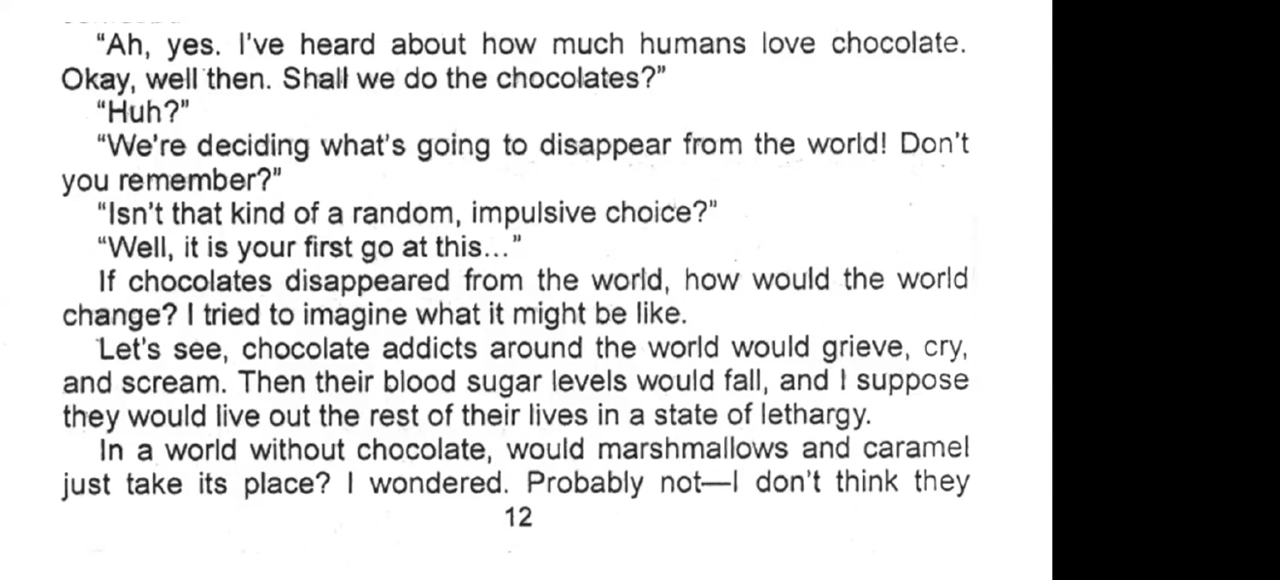 “Ah, yes. I've heard about how much humans love chocolate.
Okay, well then. Shall we do the chocolates?”
“Huh?”
“We're deciding what's going to disappear from the world! Don't
you remember?”
“Isn't that kind of a random, impulsive choice?”
“Well, it is your first go at this...”
If chocolates disappeared from the world, how would the world
change? I tried to imagine what it might be like.
Let's see, chocolate addicts around the world would grieve, cry,
and scream. Then their blood sugar levels would fall, and I suppose
they would live out the rest of their lives in a state of lethargy.
In a world without chocolate, would marshmallows and caramel
just take its place? I wondered. Probably not—I don't think they
12